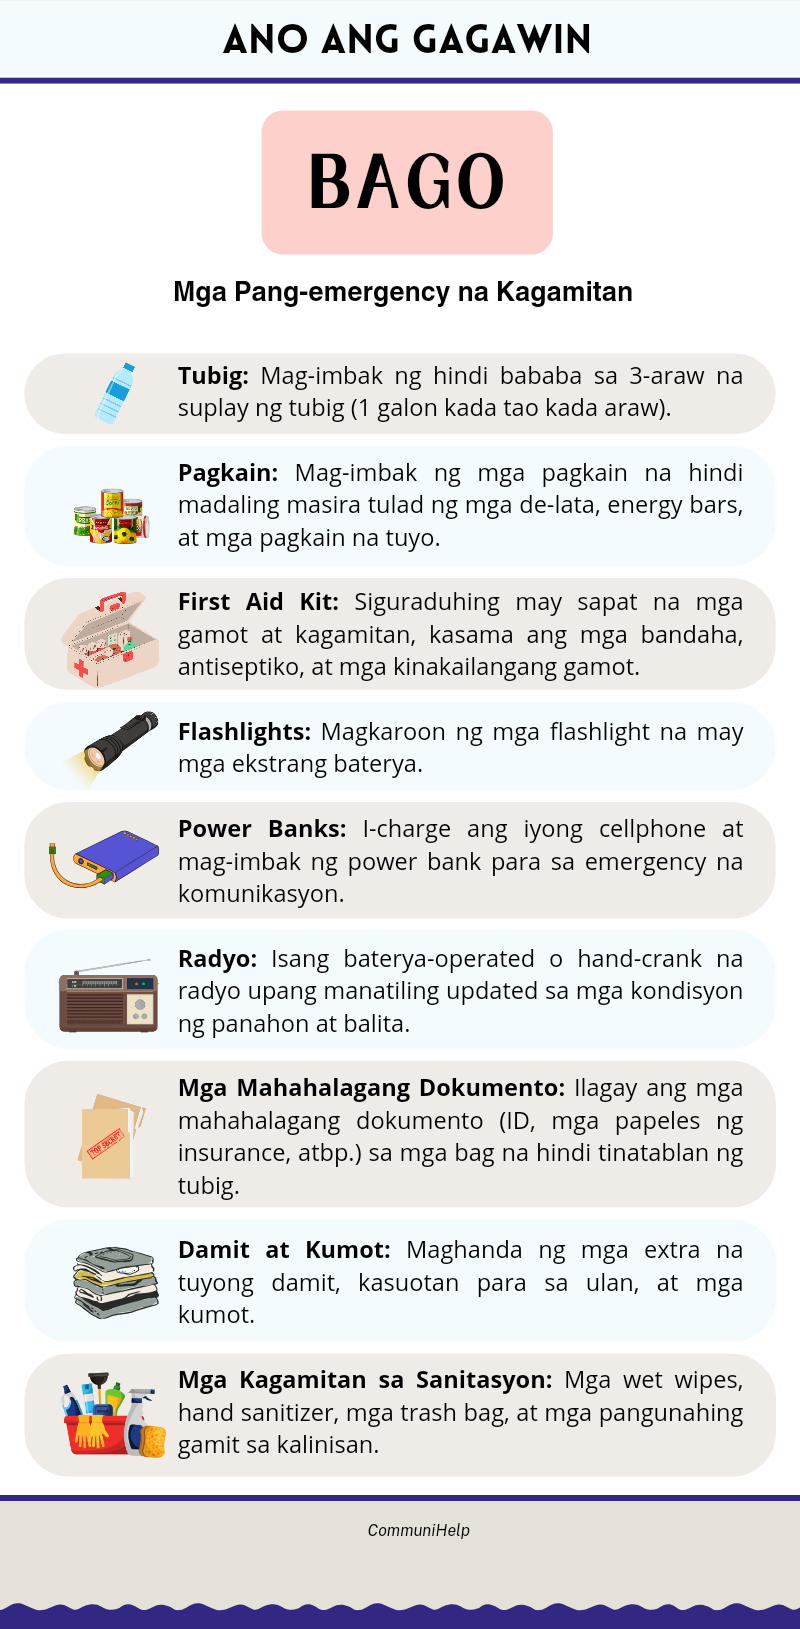 ANO ANG GAGAWIN
BAGO
Mga Pang-emergency na Kagamitan
Tubig: Mag-imbak ng hindi bababa sa 3-araw na
suplay ng tubig (1 galon kada tao kada araw).
Pagkain: Mag-imbak ng mga pagkain na hindi
madaling masira tulad ng mga de-lata, energy bars,
at mga pagkain na tuyo.
First Aid Kit: Siguraduhing may sapat na mga
gamot at kagamitan, kasama ang mga bandaha,
antiseptiko, at mga kinakailangang gamot.
Flashlights: Magkaroon ng mga flashlight na may
mga ekstrang baterya.
Power Banks: I-charge ang iyong cellphone at
mag-imbak ng power bank para sa emergency na
komunikasyon.
Radyo: Isang baterya-operated o hand-crank na
radyo upang manatiling updated sa mga kondisyon
ng panahon at balita.
Mga Mahahalagang Dokumento: Ilagay ang mga
mahahalagang dokumento (ID, mga papeles ng
insurance, atbp.) sa mga bag na hindi tinatablan ng
tubig.
TOP SECRET
Damit at Kumot: Maghanda ng mga extra na
tuyong damit, kasuotan para sa ulan, at mga
kumot.
Mga Kagamitan sa Sanitasyon: Mga wet wipes,
hand sanitizer, mga trash bag, at mga pangunahing
gamit sa kalinisan.
CommuniHelp